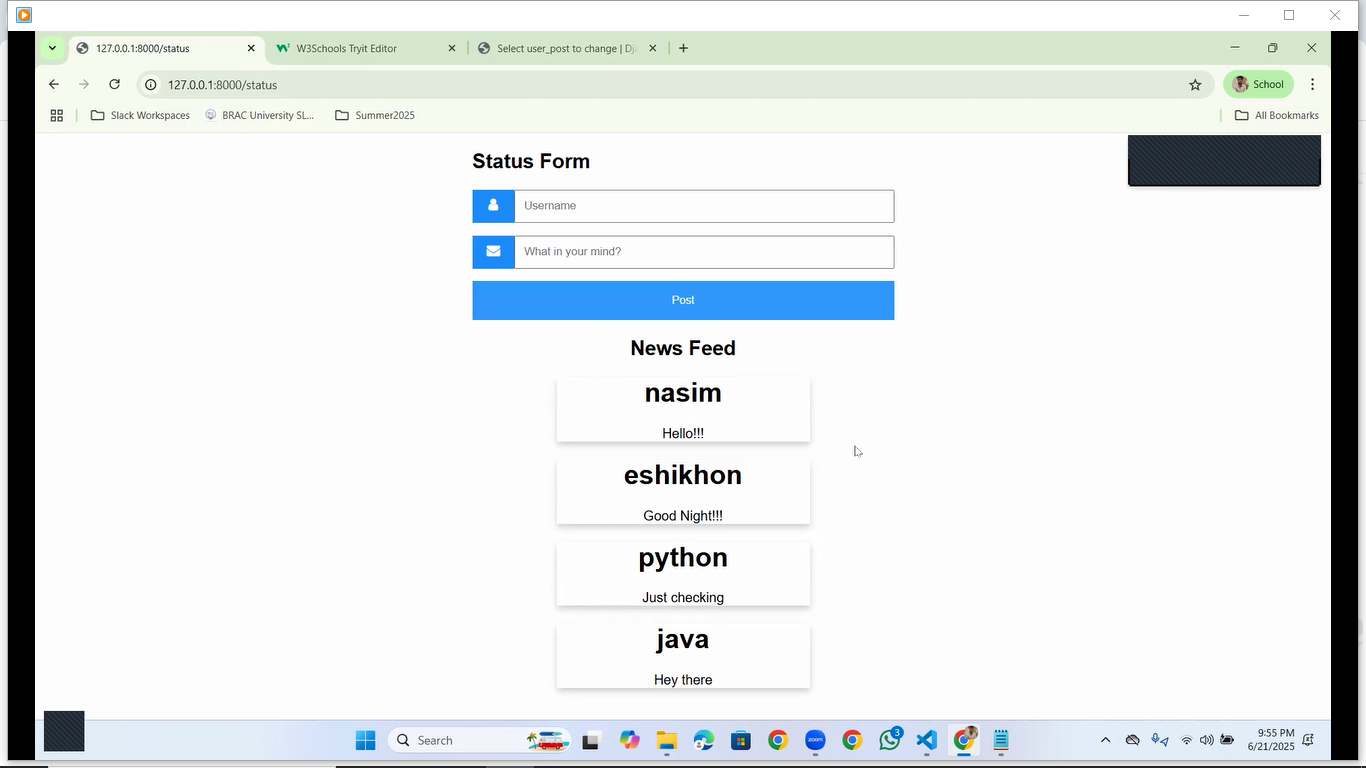 127.0.0.1:8000/status
W3Schools Tryit Editor
Select user_post to change | Dj
127.0.0.1:8000/status
School
Slack Workspaces
BRAC University SL...
Summer2025
All Bookmarks
Status Form
Username
What in your mind?
Post
News Feed
nasim
Hello!!!
eshikhon
Good Night!!!
python
Just checking
java
Hey there
Search
zoom
3
9:55 PM
6/21/2025